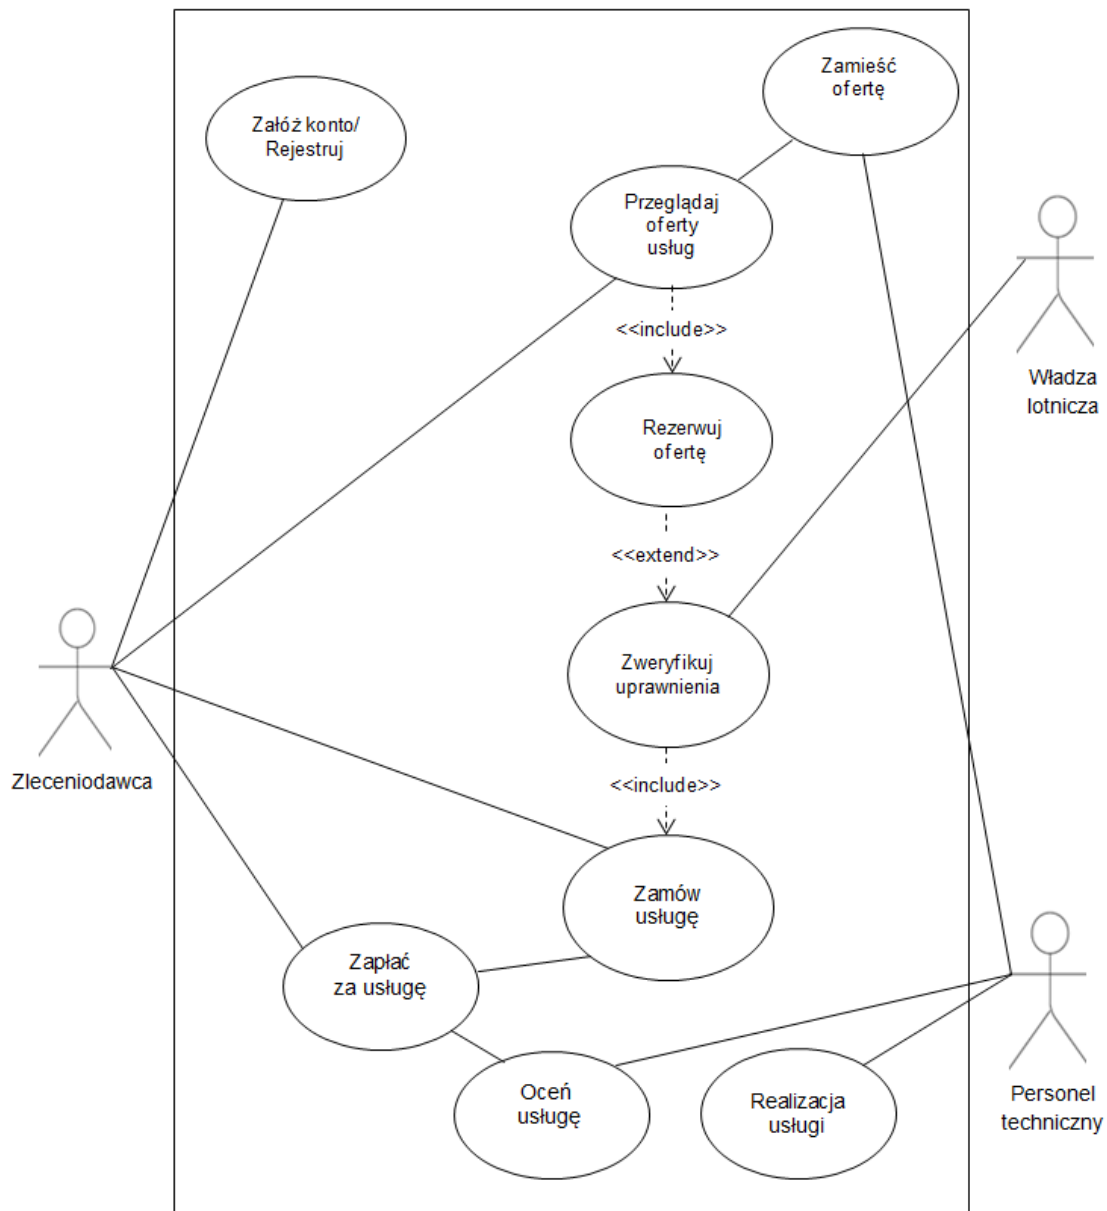 Zamieść
ofertę
Załóż konto/
Rejestruj
Przeglądaj
oferty
usług
<<include>>
Władza
lotnicza
Rezerwuj
ofertę
<<extend>>
Zweryfikuj
uprawnienia
Zleceniodawca
<<include>>
Zamów
usługę
Zapłać
za usługę
Oceń
usługę
Realizacja
usługi
Personel
techniczny